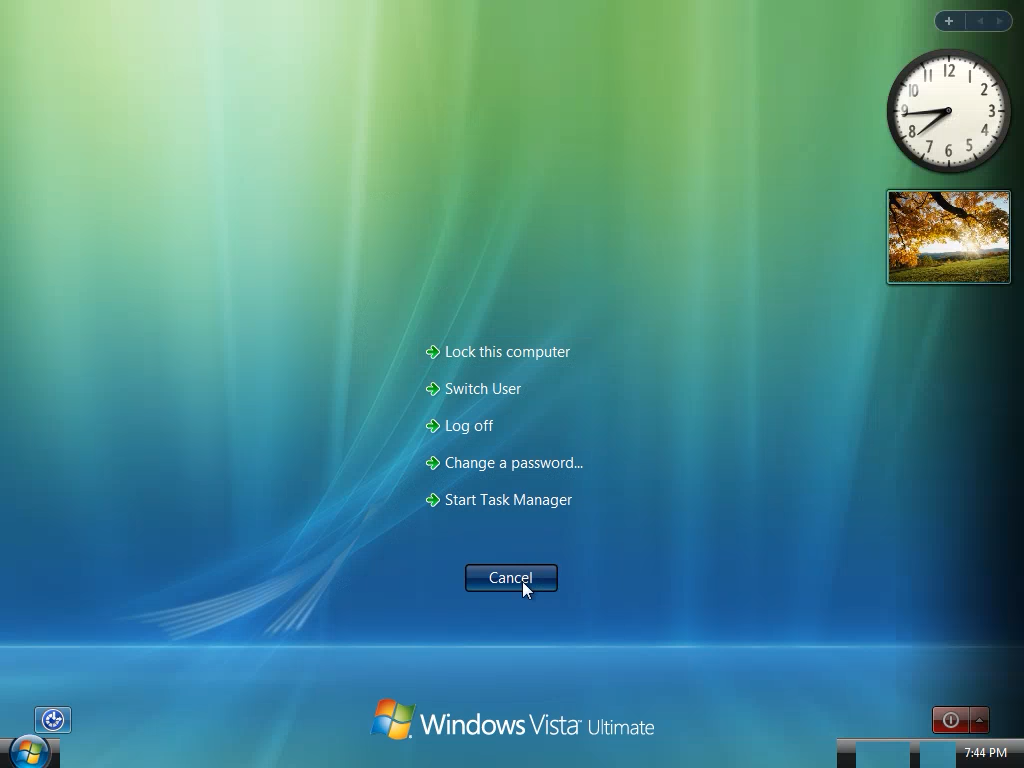 12
11
1
10
2
9
3
8
4
7
5
6
Lock this computer
Switch User
Log off
Change a password...
Start Task Manager
Cancel
Windows Vista Ultimate
7:44 PM